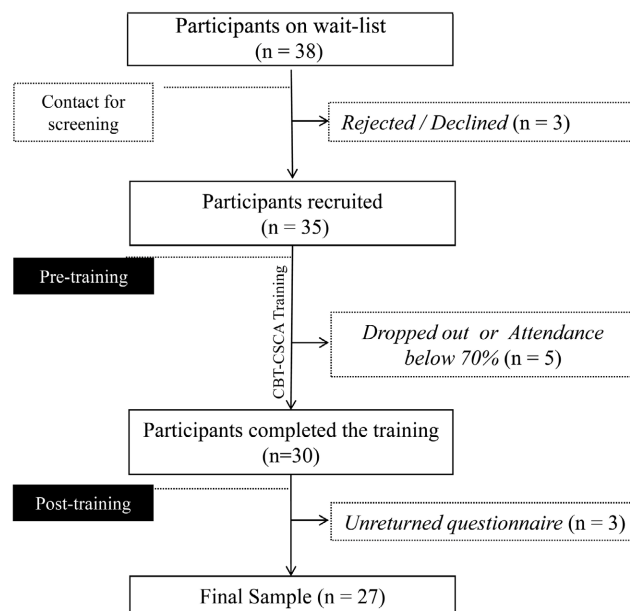 Participants on wait-list
(n = 38)
Contact for
screening
Rejected / Declined (n = 3)
Participants recruited
(n = 35)
Pre-training
CBT-CSCA Training
Dropped out or Attendance
below 70% (n = 5)
Participants completed the training
(n=30)
Post-training
Unreturned questionnaire (n = 3)
Final Sample (n = 27)